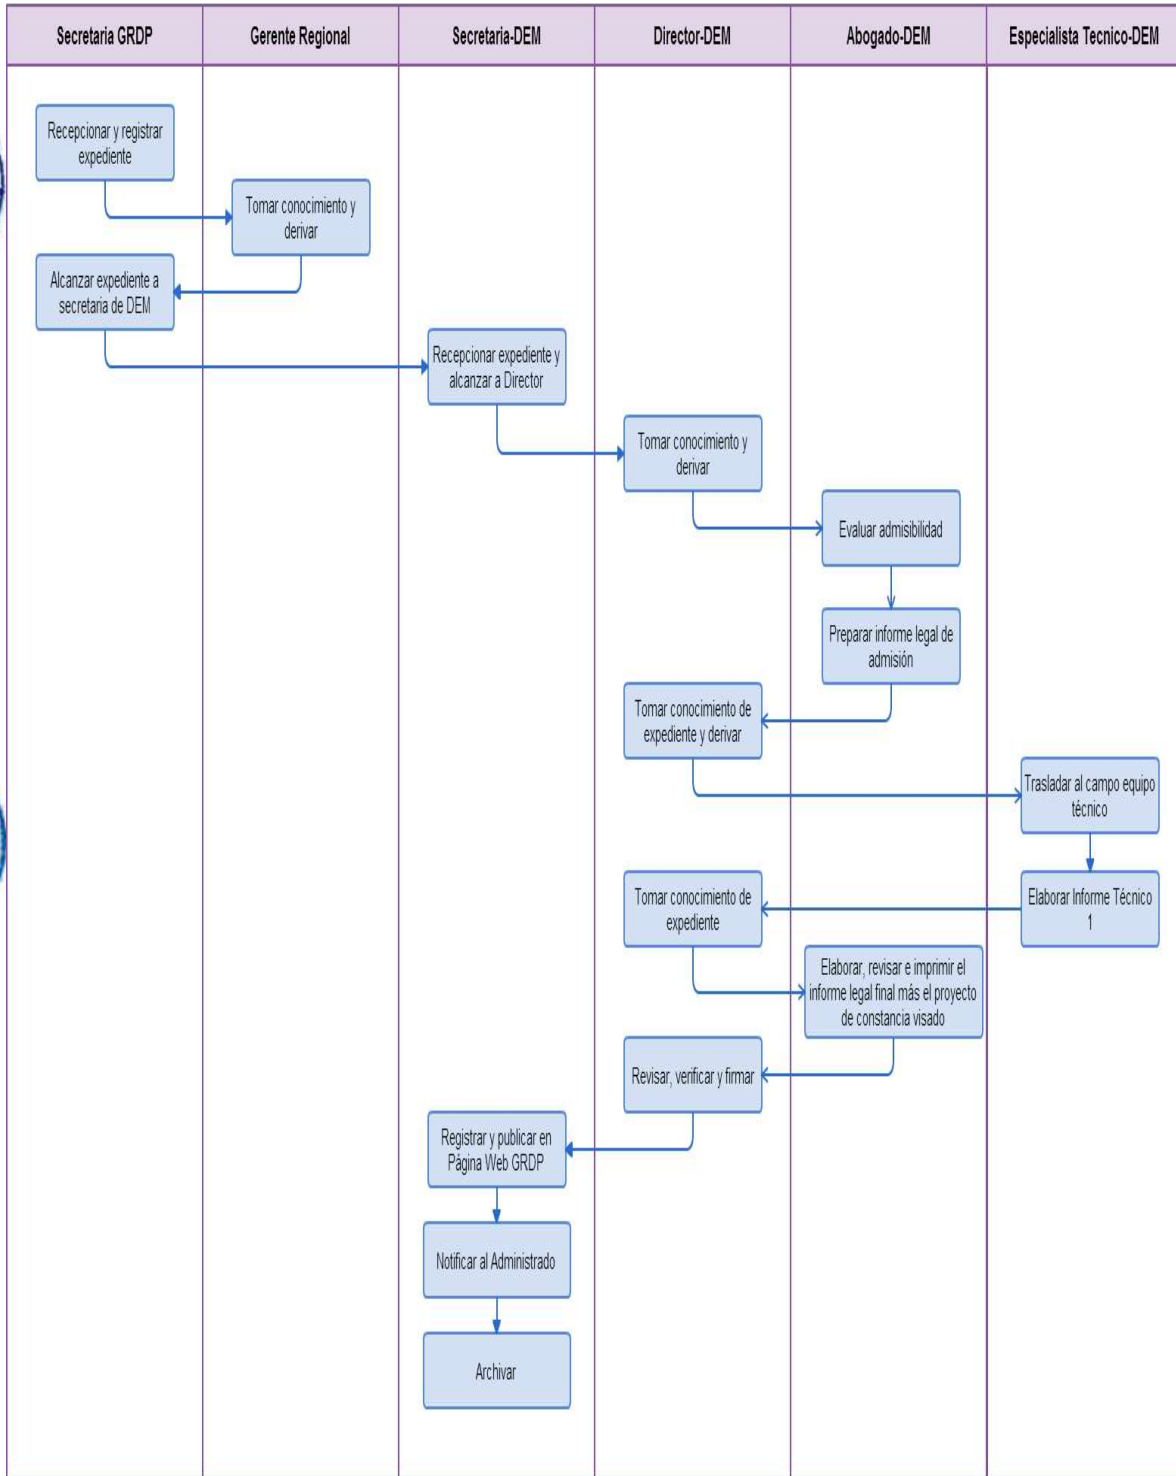 Secretaria GRDP
Gerente Regional
Secretaria-DEM
Director-DEM
Abogado-DEM
Especialista Tecnico-DEM
Recepcionar y registrar
expediente
Tomar conocimiento y
derivar
Alcanzar expediente a
secretaria de DEM
Recepcionar expediente y
alcanzar a Director
Tomar conocimiento y
derivar
Evaluar admisibilidad
Preparar informe legal de
admisión
Tomar conocimiento de
expediente y derivar
Trasladar al campo equipo
técnico
Elaborar Informe Técnico
1
Tomar conocimiento de
expediente
Elaborar, revisar e imprimir el
informe legal final más el proyecto
de constancia visado
Revisar, verificar y firmar
Registrar y publicar en
Página Web GRDP
Notificar al Administrado
Archivar